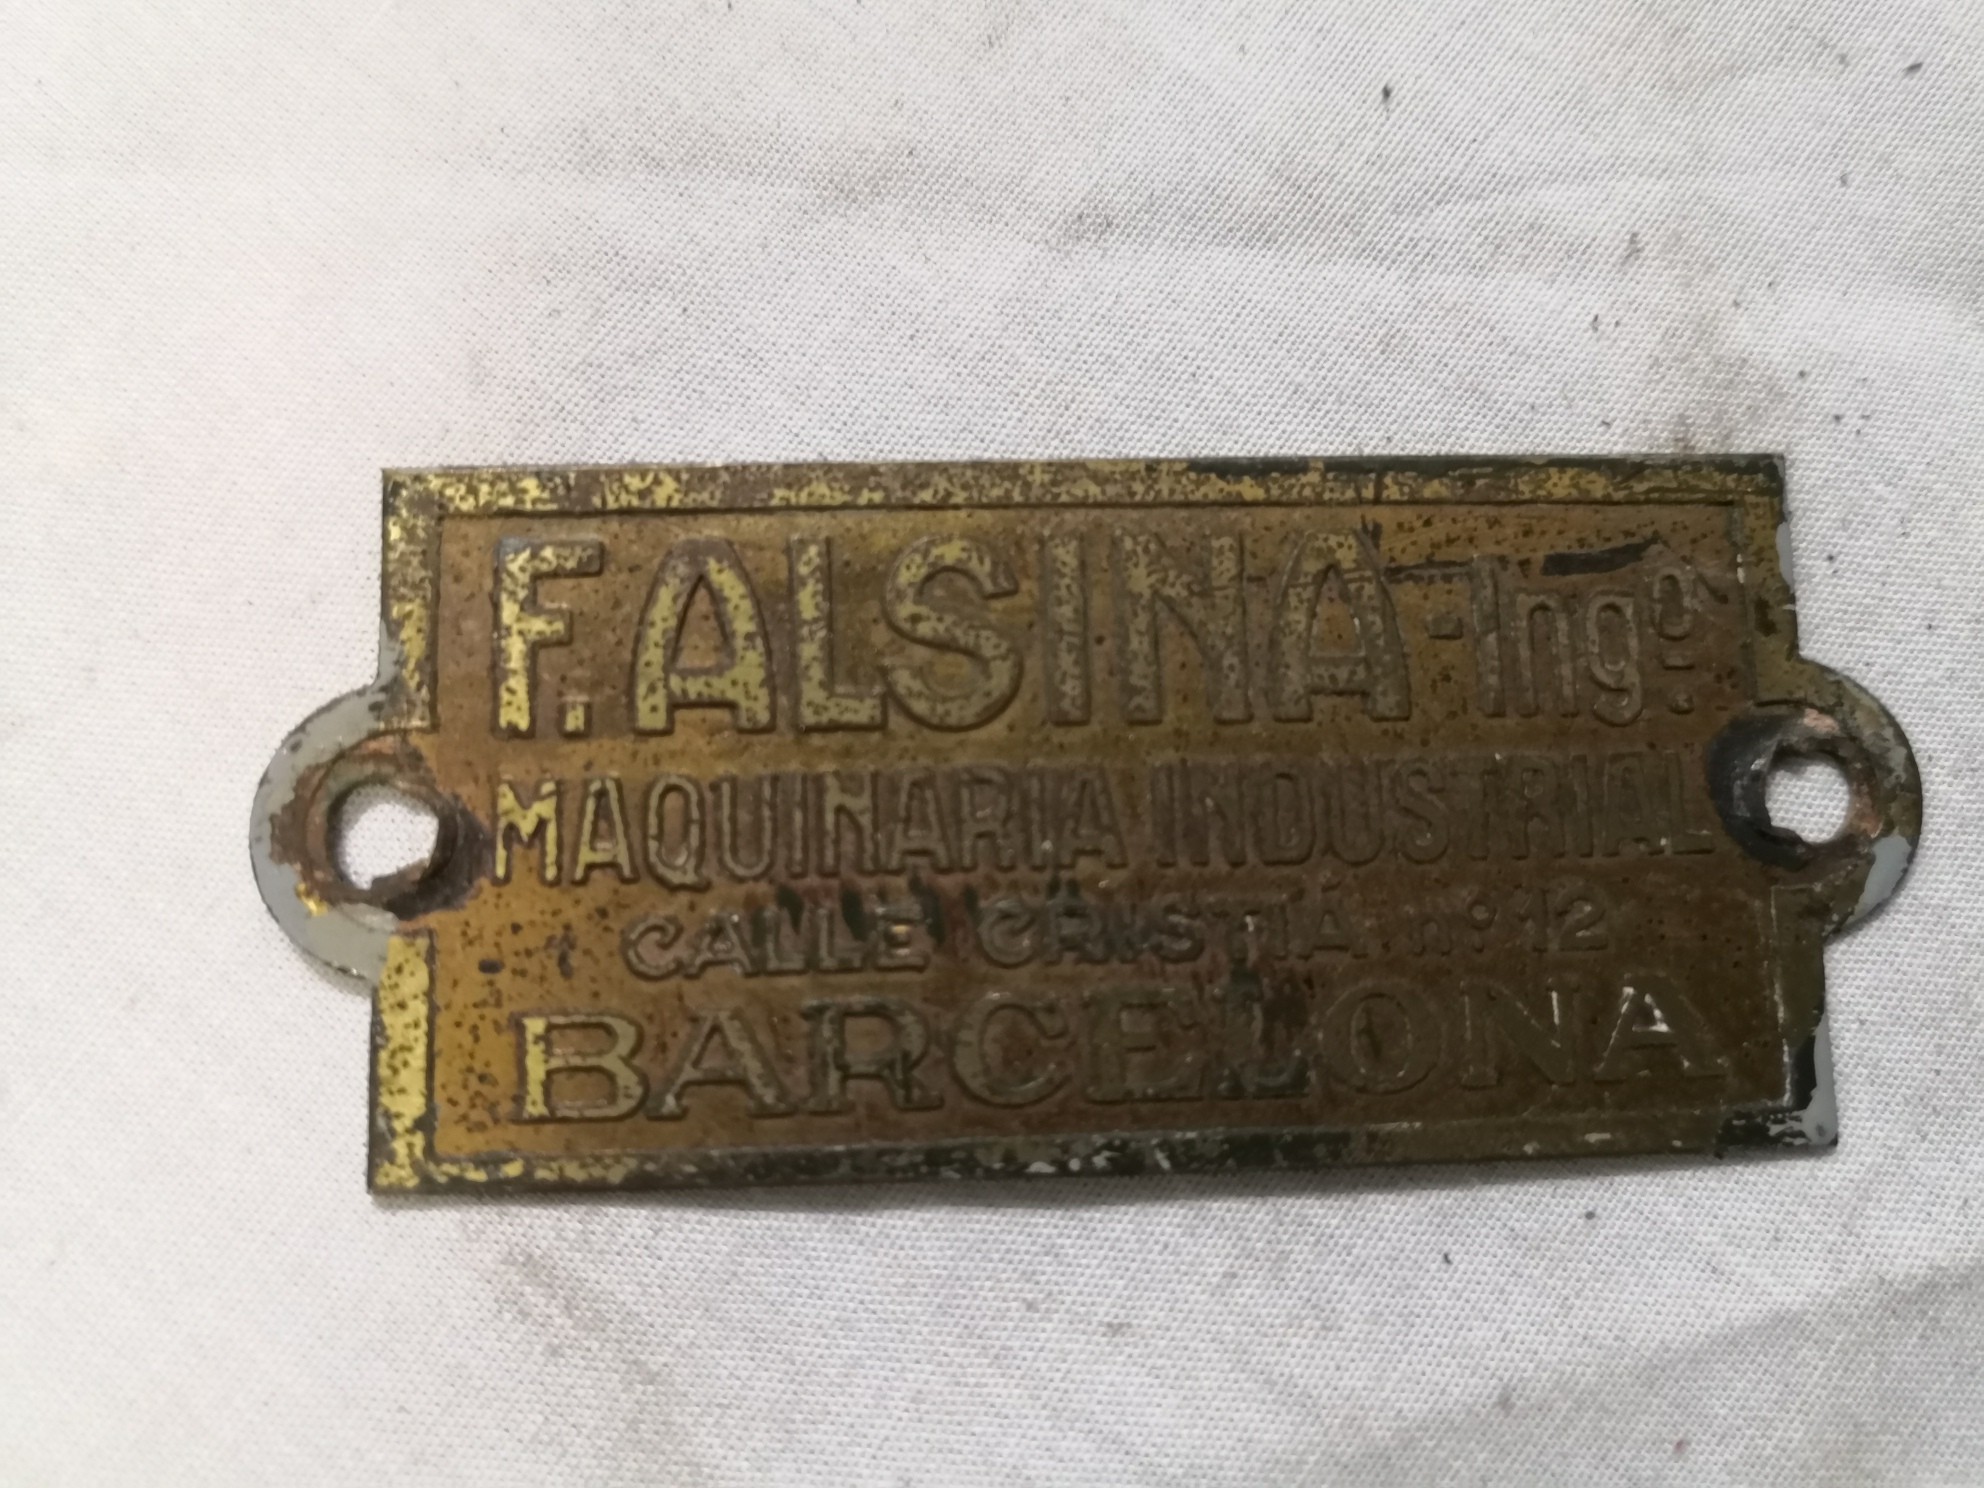 F. ALSINA - Ingº.
MAQUINARIA INDUSTRIAL
CALLE CRISTIÁ nº 12
BARCELONA